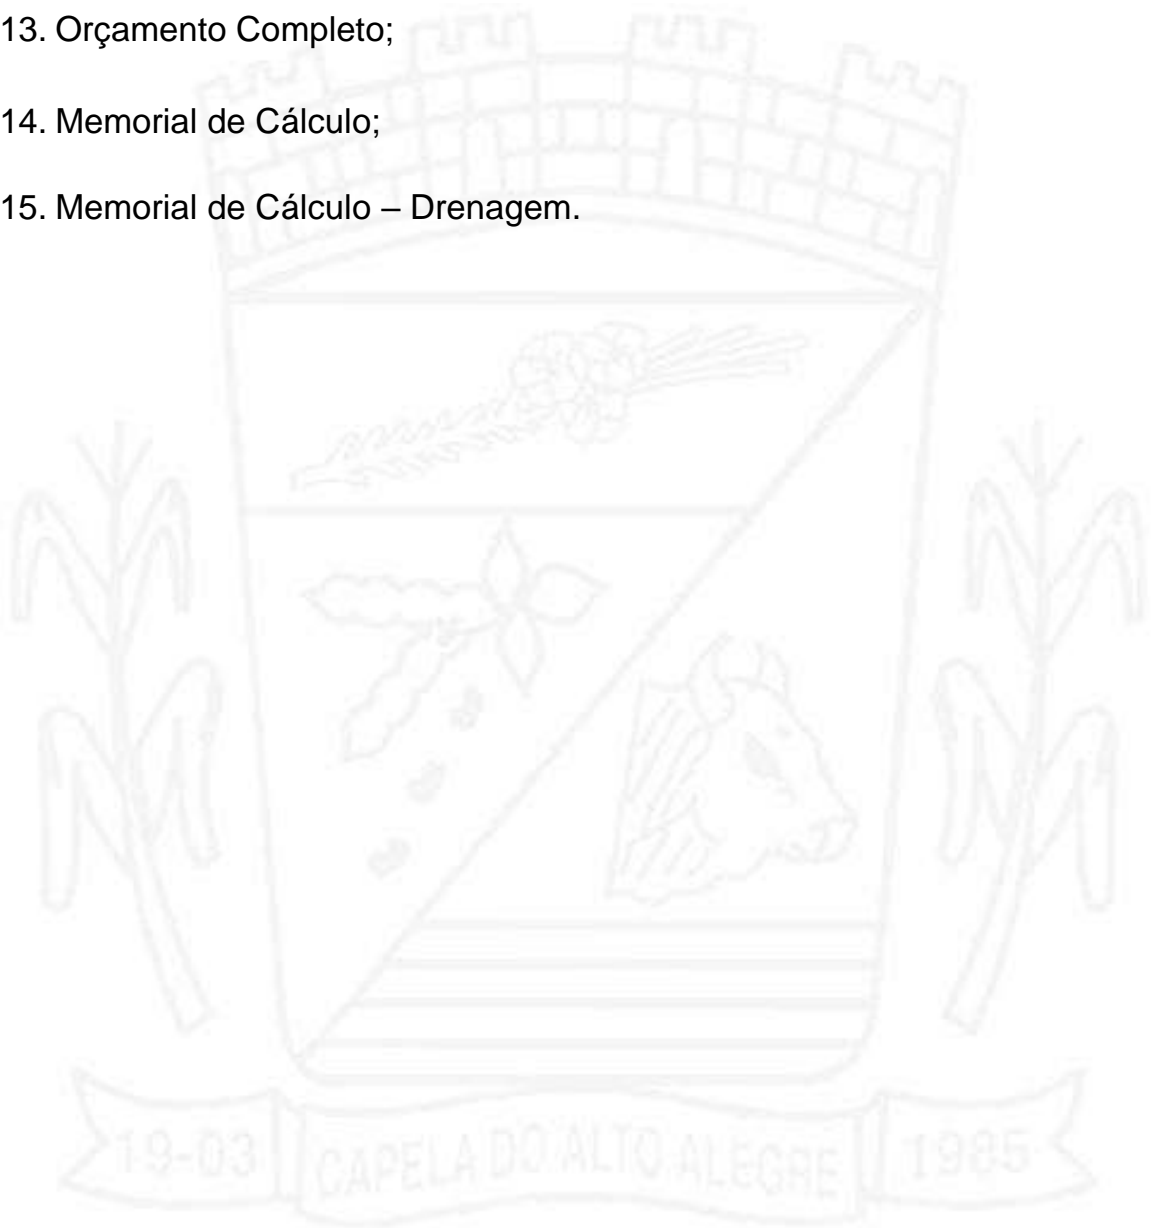 13. Orçamento Completo;
14. Memorial de Cálculo;
15. Memorial de Cálculo – Drenagem.
19-03 CAPELA DO ALTO ALEGRE 1985